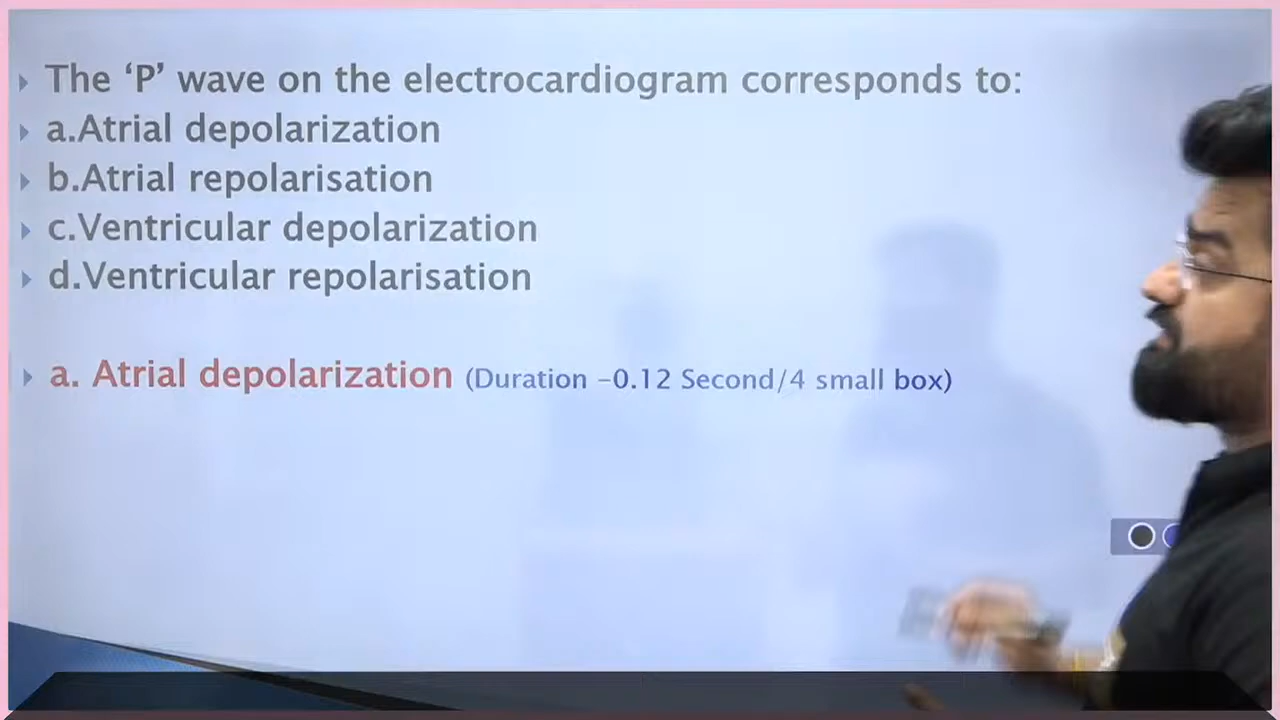 The ‘P’ wave on the electrocardiogram corresponds to:
a.Atrial depolarization
b.Atrial repolarisation
c.Ventricular depolarization
d.Ventricular repolarisation
a. Atrial depolarization (Duration -0.12 Second/4 small box)